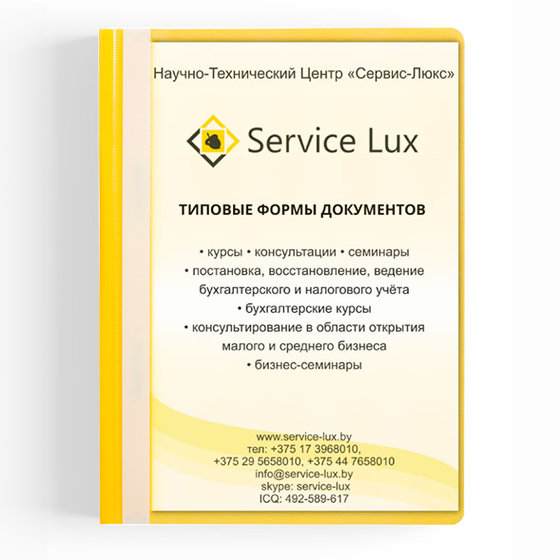 Научно-Технический Центр «Сервис-Люкс»
Service Lux
ТИПОВЫЕ ФОРМЫ ДОКУМЕНТОВ
• курсы • консультации • семинары
• постановка, восстановление, ведение
бухгалтерского и налогового учёта
• бухгалтерские курсы
• консультирование в области открытия
малого и среднего бизнеса
• бизнес-семинары
www.service-lux.by
тел: +375 17 3968010,
+375 29 5658010, +375 44 7658010
info@service-lux.by
skype: service-lux
ICQ: 492-589-617